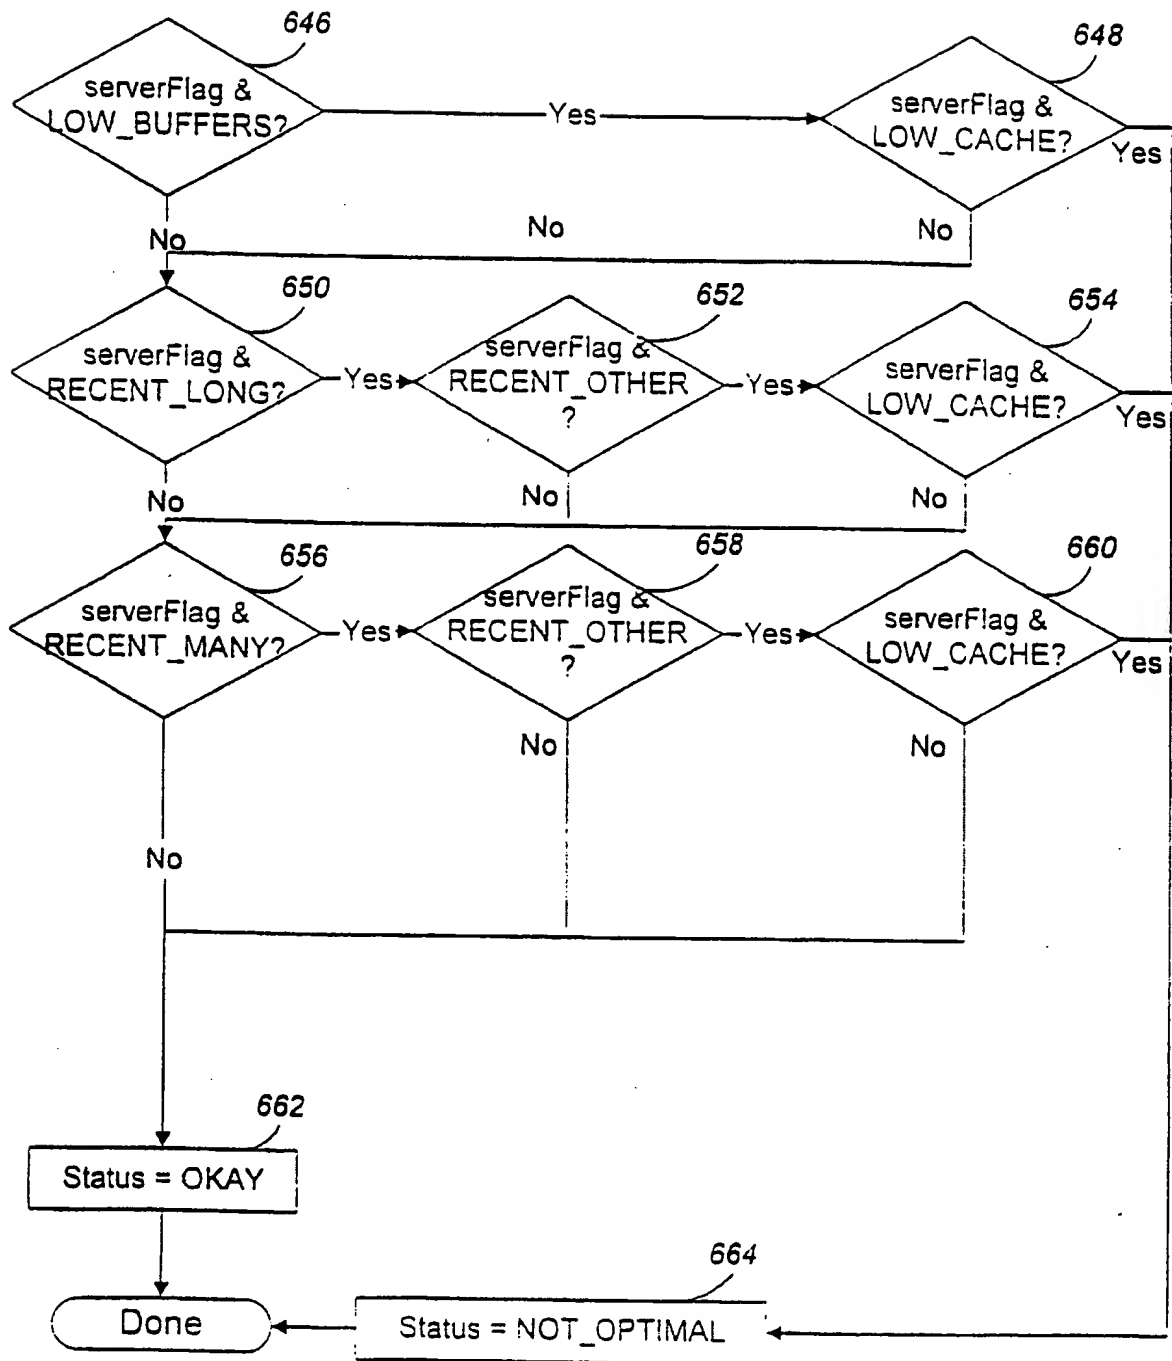 646
serverFlag &
LOW_BUFFERS?
Yes
648
serverFlag &
LOW_CACHE?
Yes
No
No
No
650
serverFlag &
RECENT_LONG?
Yes
652
serverFlag &
RECENT_OTHER
?
Yes
654
serverFlag &
LOW_CACHE?
Yes
No
No
No
656
serverFlag &
RECENT_MANY?
Yes
658
serverFlag &
RECENT_OTHER
?
Yes
660
serverFlag &
LOW_CACHE?
Yes
No
No
No
662
Status = OKAY
664
Done
Status = NOT_OPTIMAL